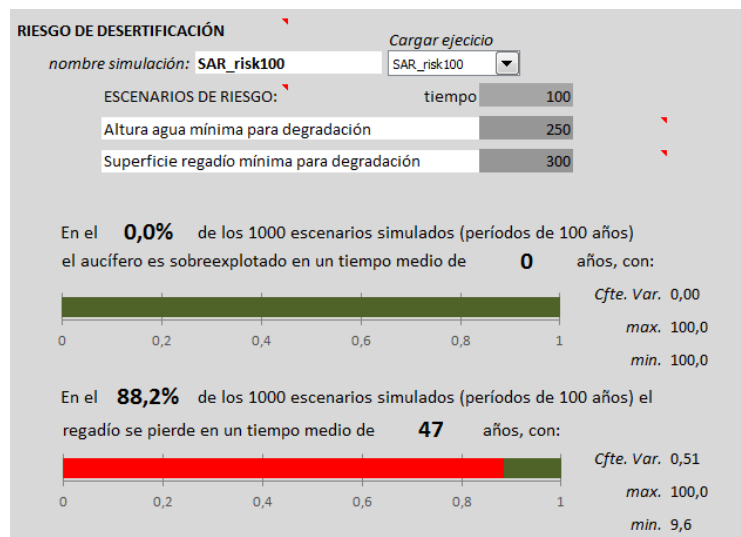 RIESGO DE DESERTIFICACIÓN
Cargar ejecicio
nombre simulación: SAR_risk100 SAR_risk100
ESCENARIOS DE RIESGO: tiempo 100
Altura agua mínima para degradación 250
Superficie regadío mínima para degradación 300
En el 0,0% de los 1000 escenarios simulados (períodos de 100 años)
el aucífero es sobreexplotado en un tiempo medio de 0 años, con:
Cfte. Var. 0,00
max. 100,0
min. 100,0
0 0,2 0,4 0,6 0,8 1
En el 88,2% de los 1000 escenarios simulados (períodos de 100 años) el
regadío se pierde en un tiempo medio de 47 años, con:
Cfte. Var. 0,51
max. 100,0
min. 9,6
0 0,2 0,4 0,6 0,8 1